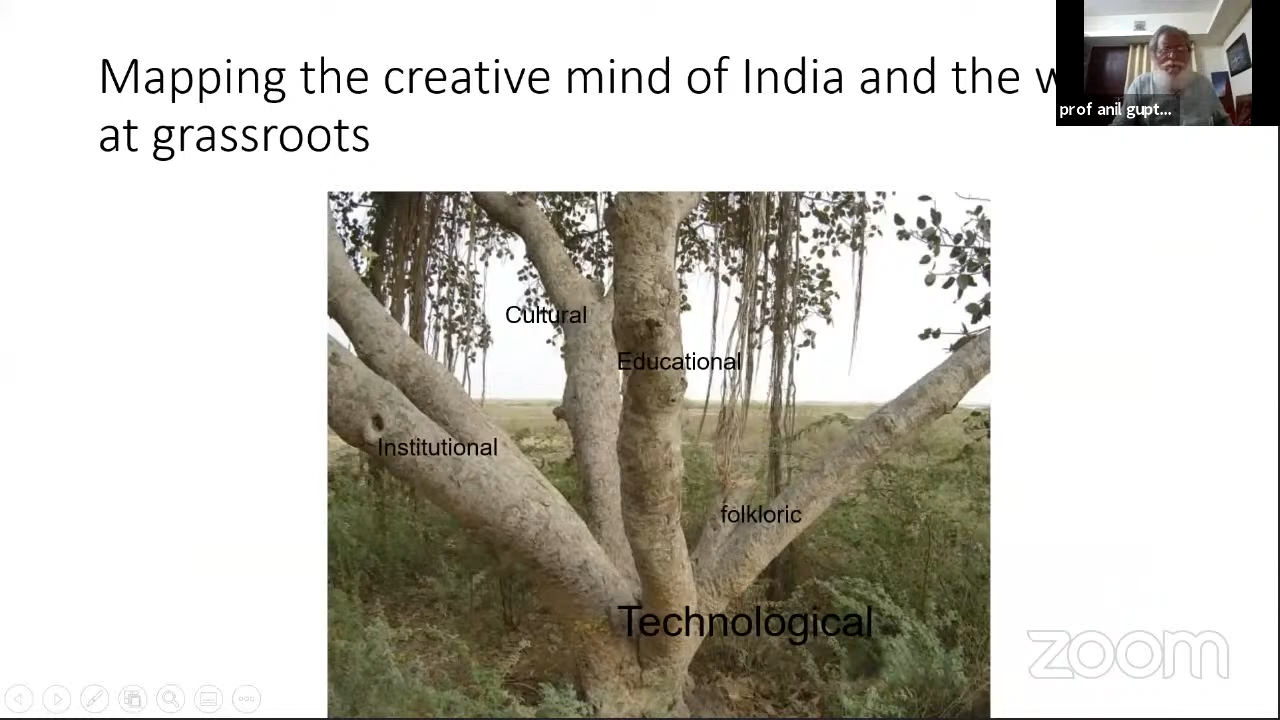 Mapping the creative mind of India and the
at grassroots
prof anil gupt...
Cultural
Educational
Institutional
folkloric
Technological
zoom